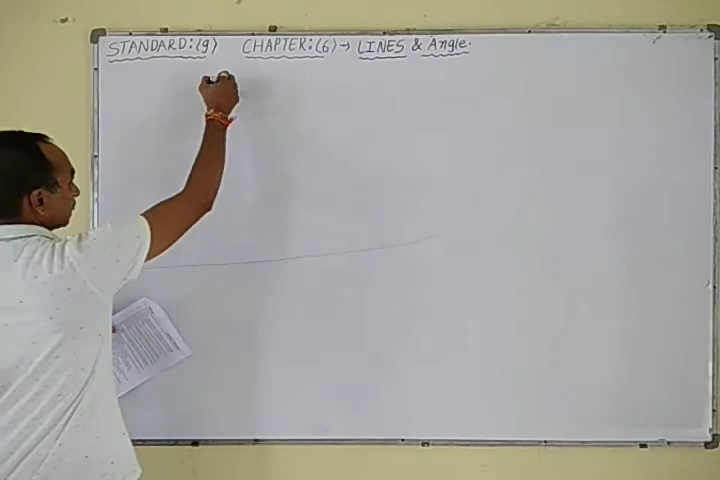 STANDARD:(9) CHAPTER:(6)→ LINES & Angle.